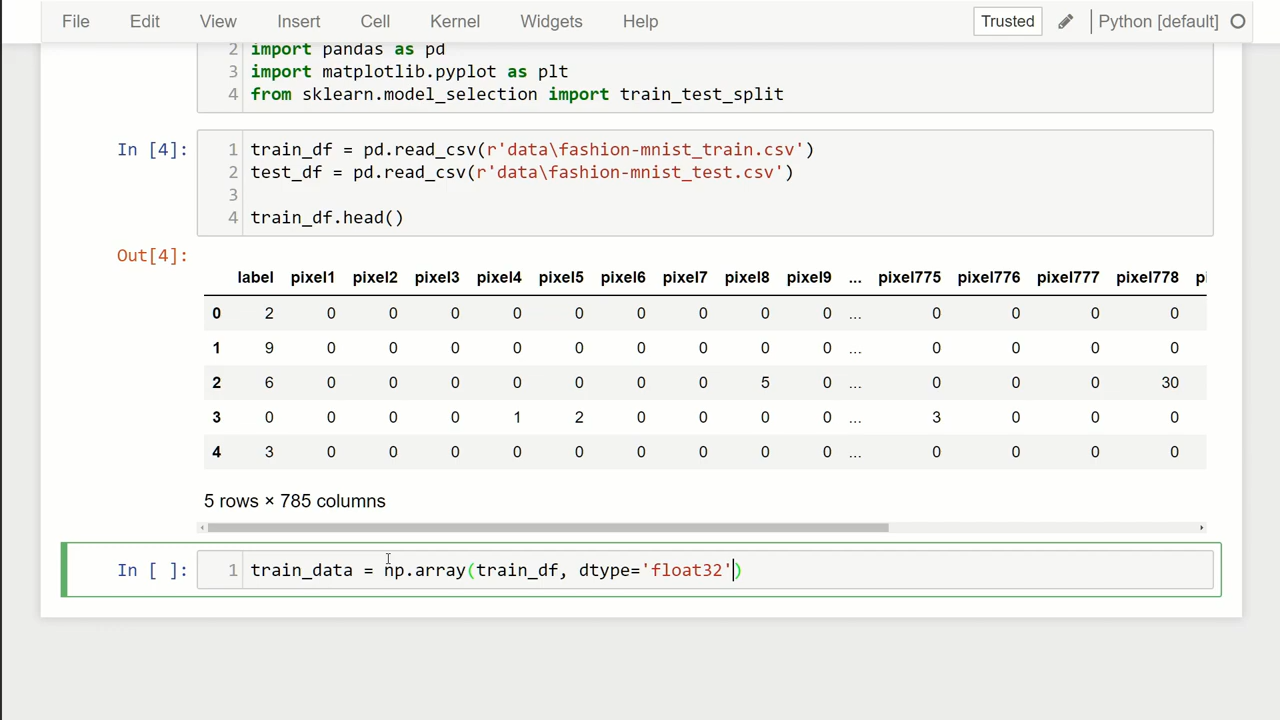 File Edit View Insert Cell Kernel Widgets Help Trusted Python [default]
2 import pandas as pd
3 import matplotlib.pyplot as plt
4 from sklearn.model_selection import train_test_split
In [4]: 1 train_df = pd.read_csv(r'data\fashion-mnist_train.csv')
2 test_df = pd.read_csv(r'data\fashion-mnist_test.csv')
3
4 train_df.head()
Out[4]:
label pixel1 pixel2 pixel3 pixel4 pixel5 pixel6 pixel7 pixel8 pixel9 ... pixel775 pixel776 pixel777 pixel778
0 2 0 0 0 0 0 0 0 0 0 ... 0 0 0 0
1 9 0 0 0 0 0 0 0 0 0 ... 0 0 0 0
2 6 0 0 0 0 0 0 0 5 0 ... 0 0 0 30
3 0 0 0 0 1 2 0 0 0 0 ... 3 0 0 0
4 3 0 0 0 0 0 0 0 0 0 ... 0 0 0 0
5 rows × 785 columns
In [ ]: 1 train_data = np.array(train_df, dtype='float32')